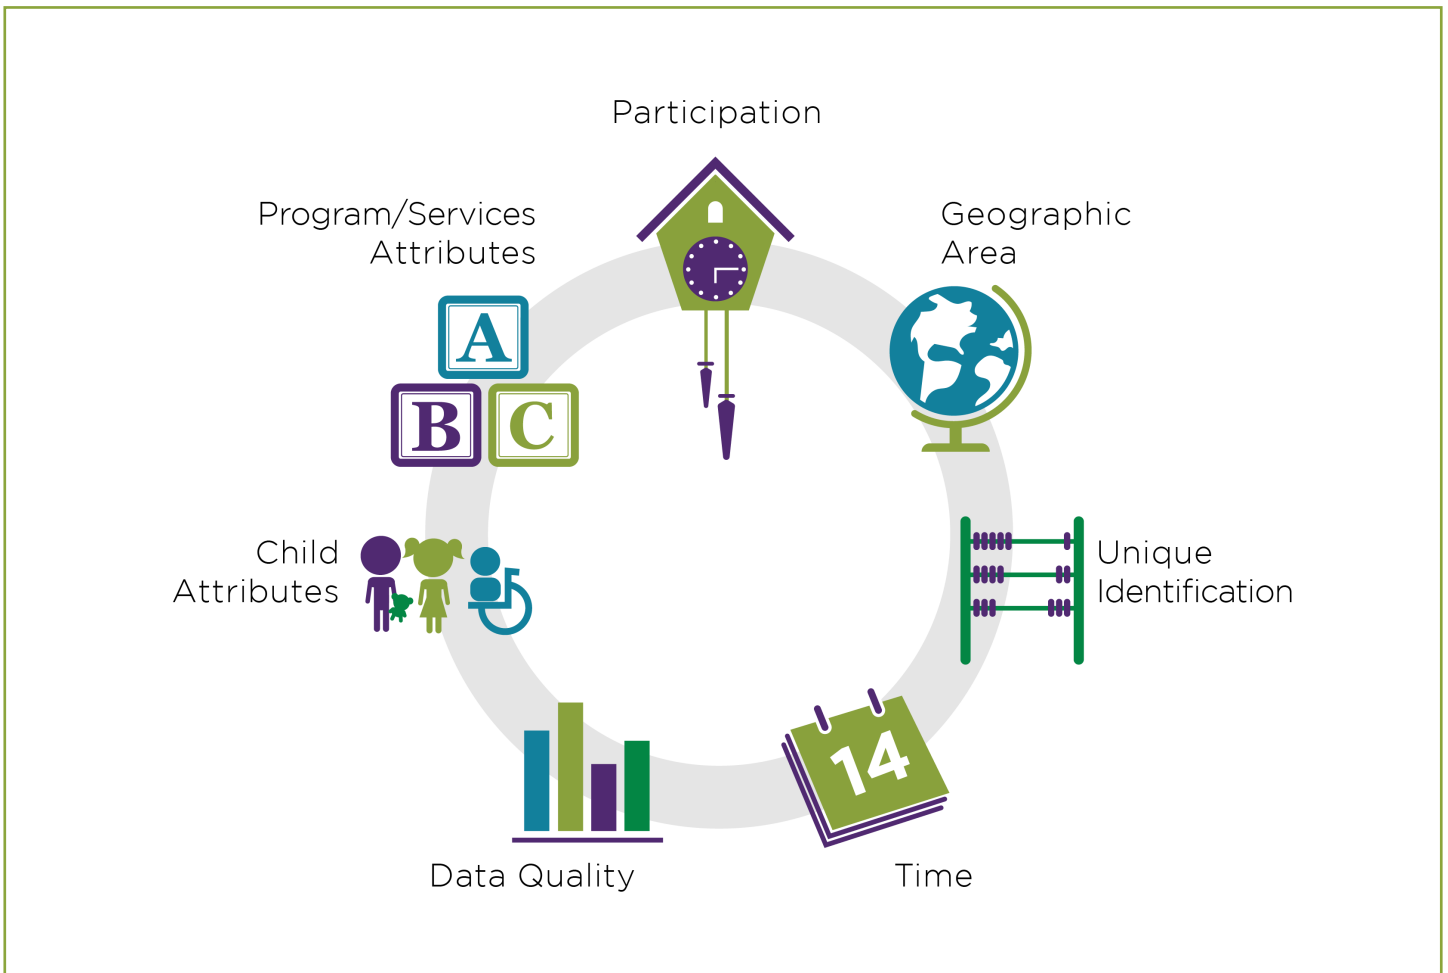 Participation
Program/Services
Attributes
Geographic
Area
A
B
C
Child
Attributes
Unique
Identification
14
Data Quality
Time